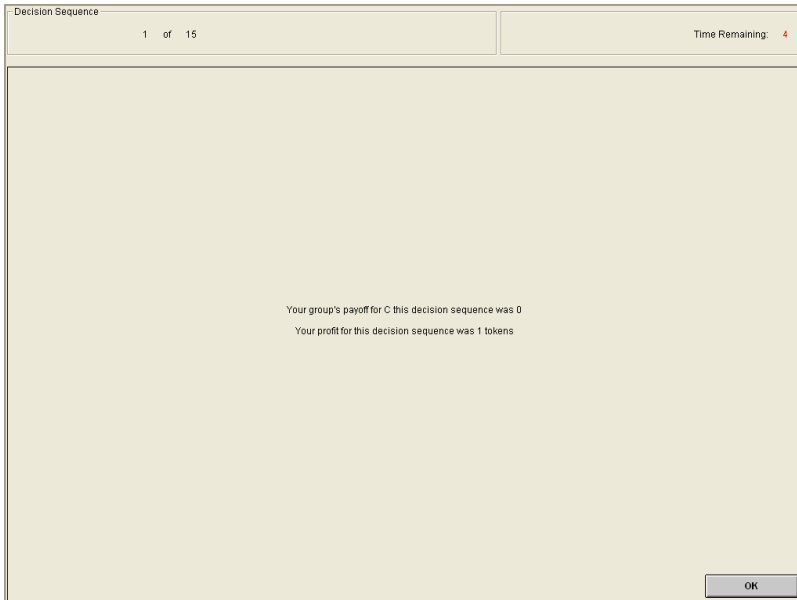 Decision Sequence
1 of 15
Time Remaining: 4
Your group's payoff for C this decision sequence was 0
Your profit for this decision sequence was 1 tokens
OK